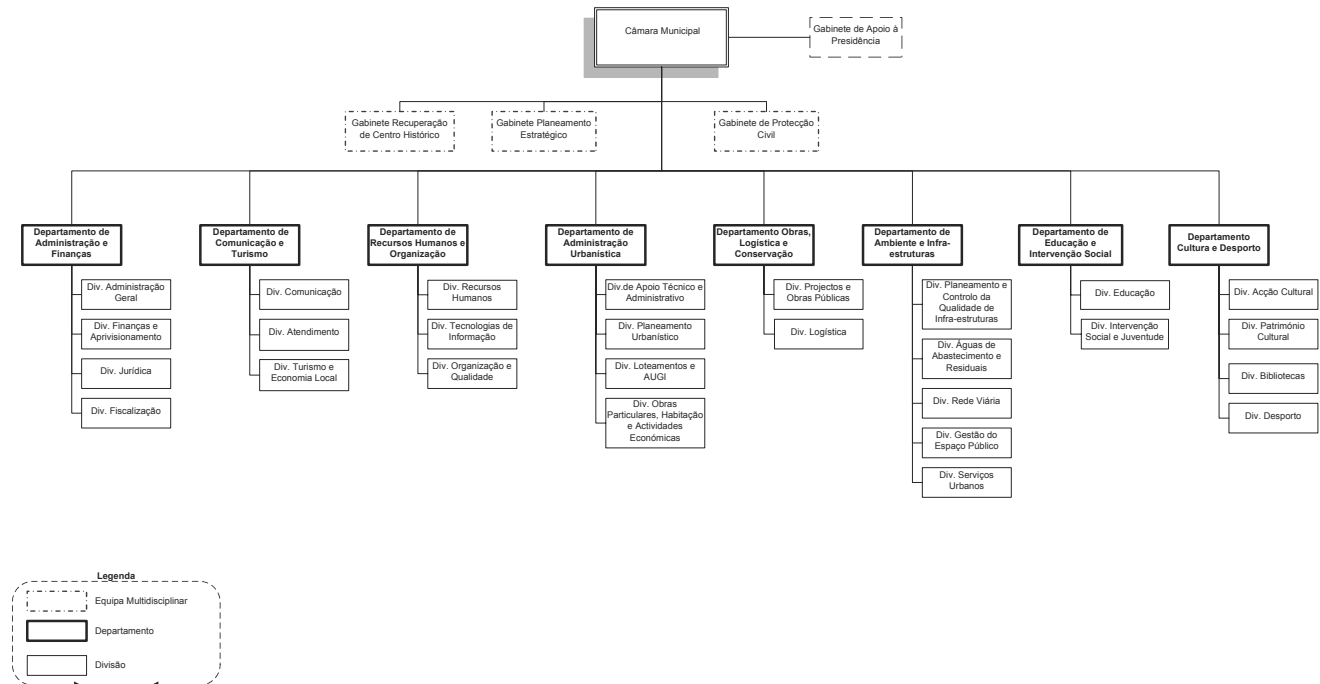 Câmara Municipal
Gabinete de Apoio à
Presidência
Gabinete Recuperação
de Centro Histórico
Gabinete Planeamento
Estratégico
Gabinete de Protecção
Civil
Departamento de
Administração e
Finanças
Div. Administração
Geral
Div. Finanças e
Aprivisionamento
Div. Jurídica
Div. Fiscalização
Departamento de
Comunicação e
Turismo
Div. Comunicação
Div. Atendimento
Div. Turismo e
Economia Local
Departamento de
Recursos Humanos e
Organização
Div. Recursos
Humanos
Div. Tecnologias de
Informação
Div. Organização e
Qualidade
Departamento de
Administração
Urbanística
Div.de Apoio Técnico e
Administrativo
Div. Planeamento
Urbanístico
Div. Loteamentos e
AUGI
Div. Obras
Particulares, Habitação
e Actividades
Económicas
Departamento Obras,
Logística e
Conservação
Div. Projectos e
Obras Públicas
Div. Logística
Departamento de
Ambiente e Infra-
estruturas
Div. Planeamento e
Controlo da
Qualidade de
Infra-estruturas
Div. Águas de
Abastecimento e
Residuais
Div. Rede Viária
Div. Gestão do
Espaço Público
Div. Serviços
Urbanos
Departamento de
Educação e
Intervenção Social
Div. Educação
Div. Intervenção
Social e Juventude
Departamento
Cultura e Desporto
Div. Acção Cultural
Div. Património
Cultural
Div. Bibliotecas
Div. Desporto
Legenda
Equipa Multidisciplinar
Departamento
Divisão